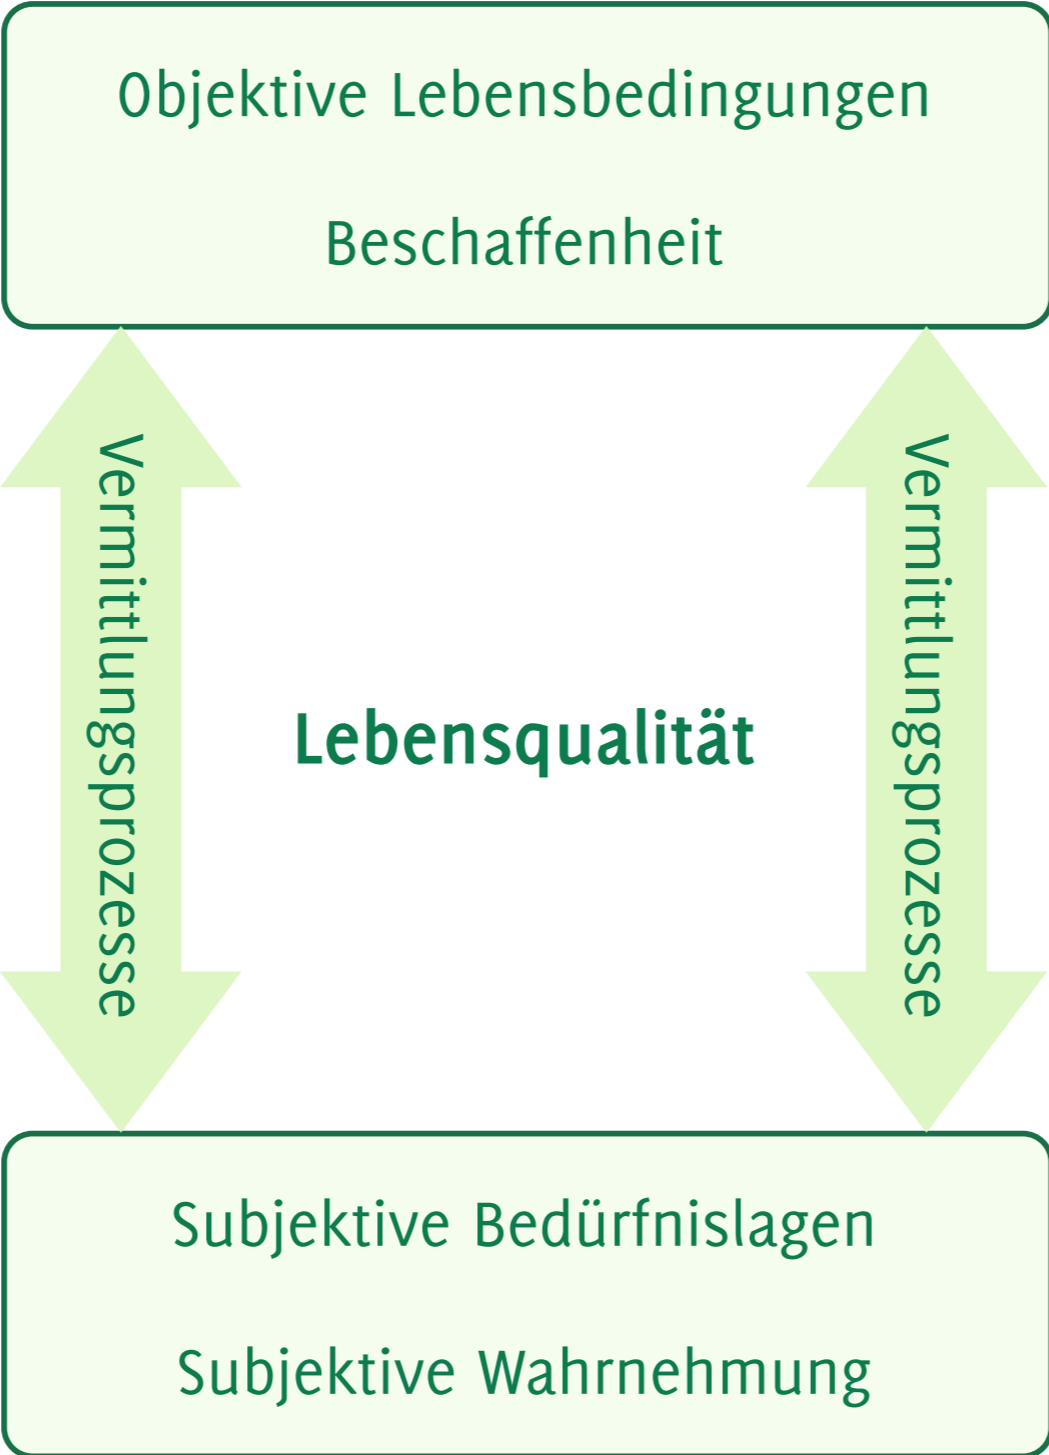 Objektive Lebensbedingungen
Beschaffenheit
Vermittlungsprozesse
Lebensqualität
Vermittlungsprozesse
Subjektive Bedürfnislagen
Subjektive Wahrnehmung